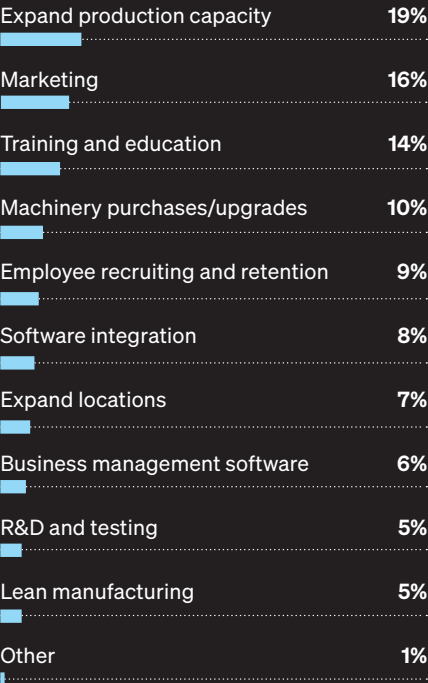 Expand production capacity 19%
Marketing 16%
Training and education 14%
Machinery purchases/upgrades 10%
Employee recruiting and retention 9%
Software integration 8%
Expand locations 7%
Business management software 6%
R&D and testing 5%
Lean manufacturing 5%
Other 1%